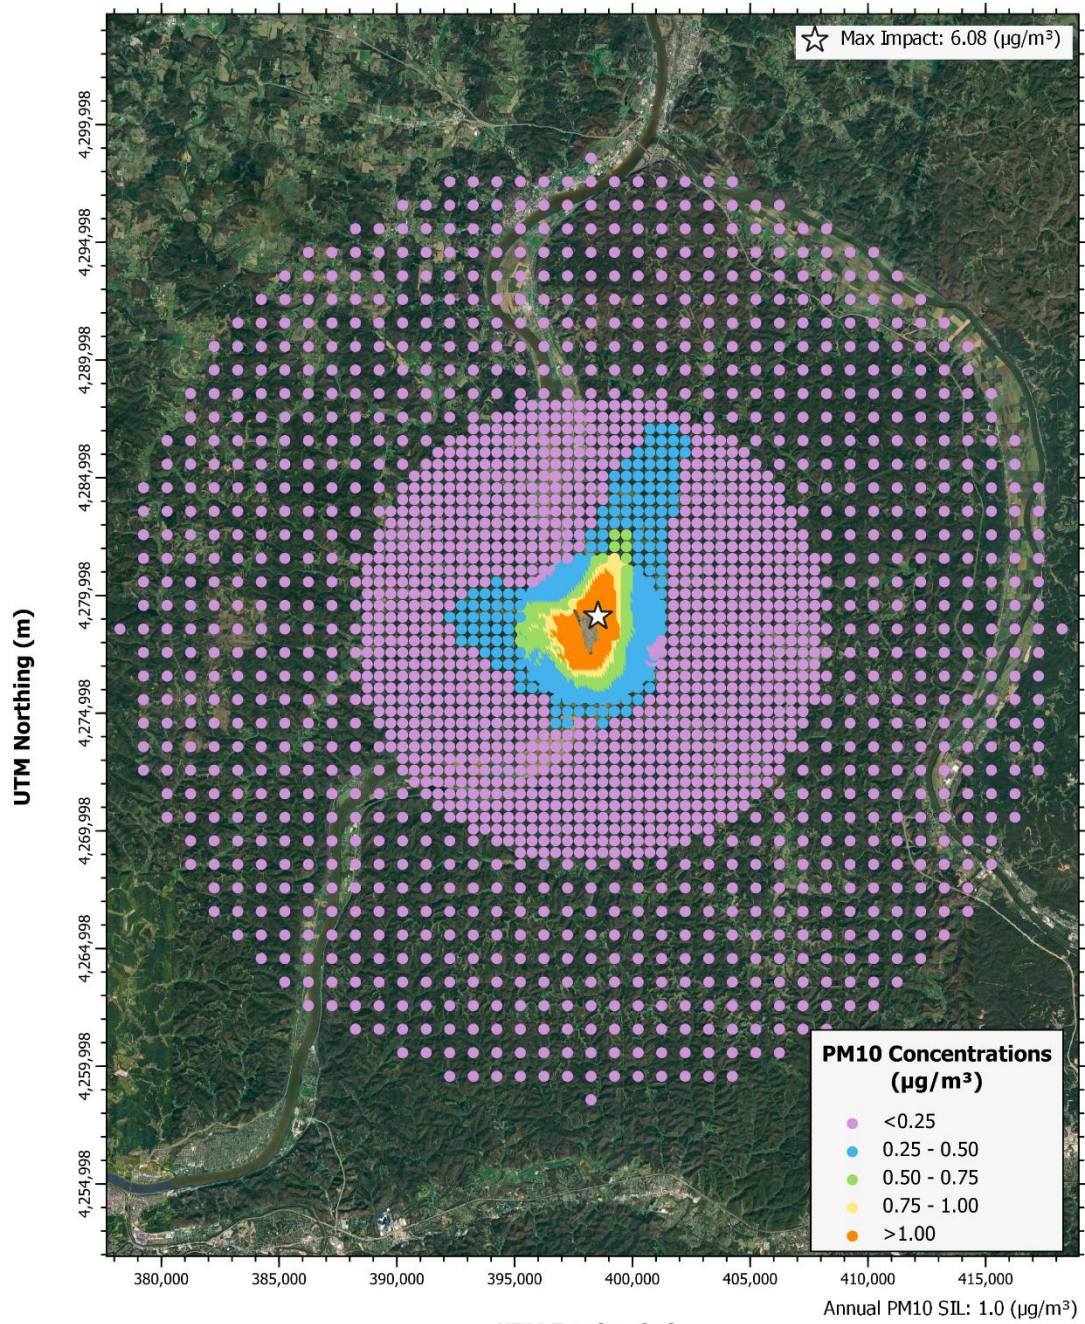 Max Impact: 6.08 (µg/m³)
4,299,998
4,294,998
4,289,998
4,284,998
4,279,998
4,274,998
4,269,998
4,264,998
4,259,998
4,254,998
UTM Northing (m)
PM10 Concentrations
(µg/m³)
<0.25
0.25 - 0.50
0.50 - 0.75
0.75 - 1.00
>1.00
380,000
385,000
390,000
395,000
400,000
405,000
410,000
415,000
Annual PM10 SIL: 1.0 (µg/m³)